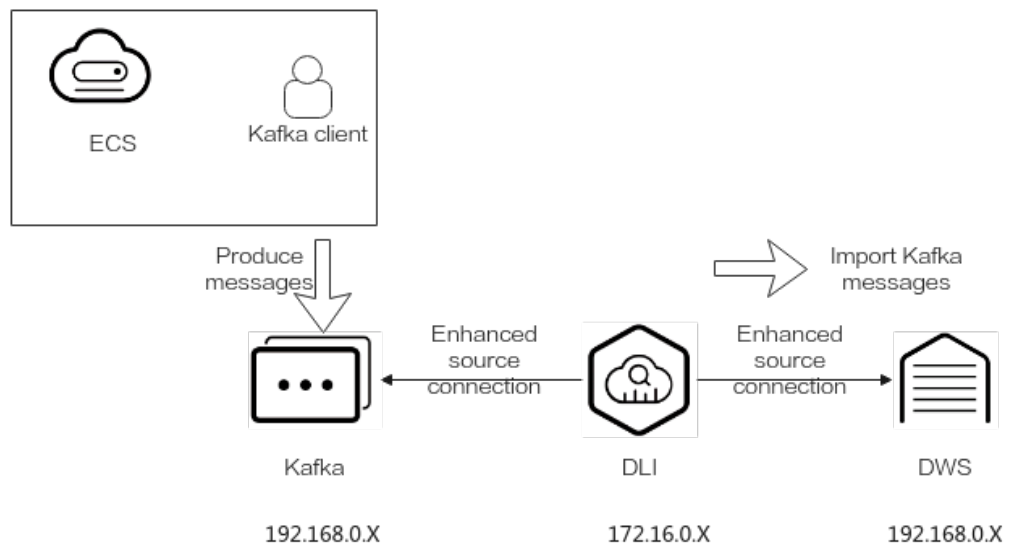 ECS
Kafka client
Produce
messages
Import Kafka
messages
Enhanced
source
connection
Enhanced
source
connection
Kafka
DLI
DWS
192.168.0.X
172.16.0.X
192.168.0.X